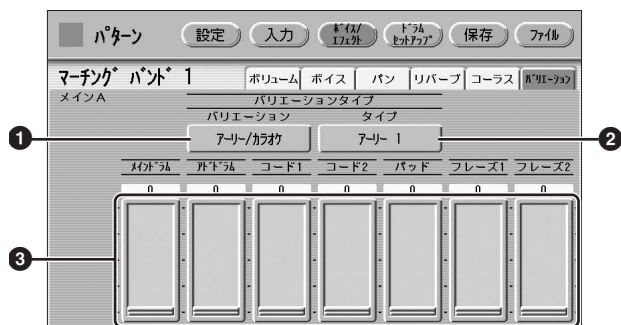 パターン 設定 入力 ボイス/エフェクト ドラムセットアップ 保存 ファイル
マーチングバンド 1 ボリューム ボイス パン リバーブ コーラス バリエーション
メインA バリエーションタイプ
バリエーション タイプ
1 アーリー/カラオケ アーリー 1 2
メインドラム アドドラム コード1 コード2 パッド フレーズ1 フレーズ2
0 0 0 0 0 0 0
3